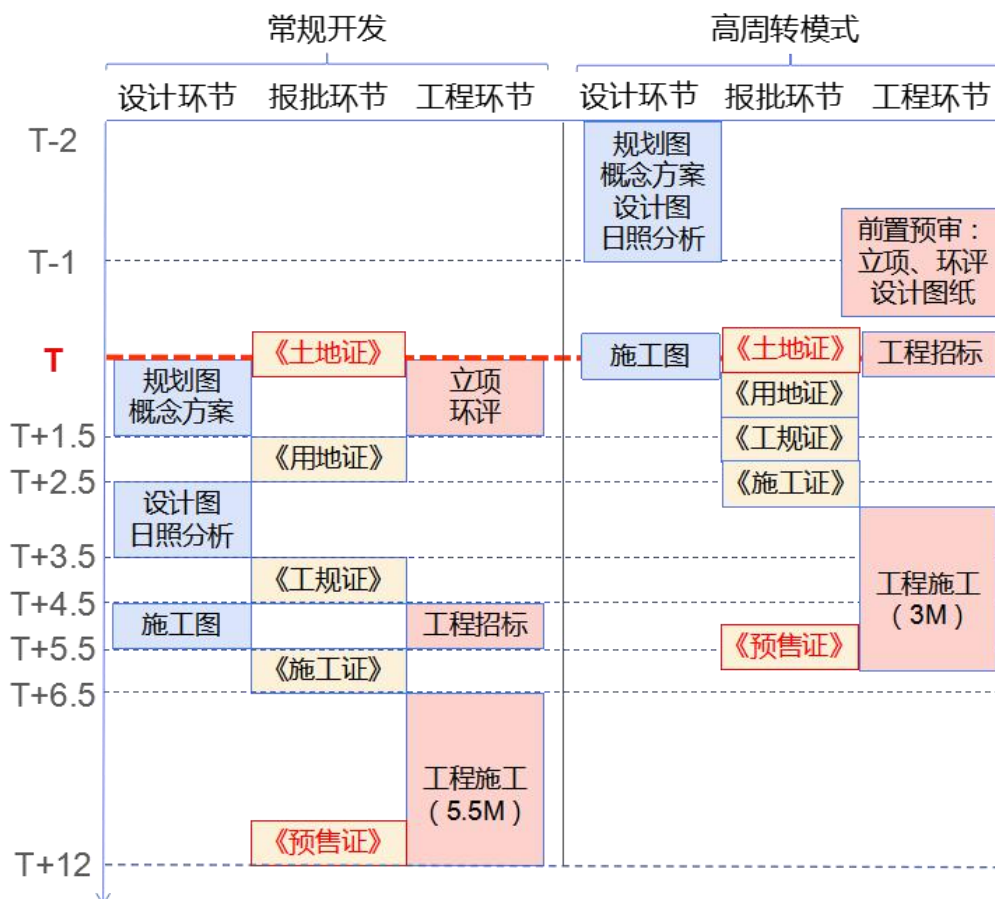 常规开发
高周转模式
设计环节
报批环节
工程环节
设计环节
报批环节
工程环节
T-2
规划图
概念方案
设计图
日照分析
前置预审：
立项、环评
设计图纸
T-1
T
《土地证》
施工图
《土地证》
工程招标
规划图
概念方案
立项
环评
《用地证》
T+1.5
《工规证》
《用地证》
T+2.5
《施工证》
设计图
日照分析
T+3.5
《工规证》
工程施工
（3M）
T+4.5
施工图
工程招标
《预售证》
T+5.5
《施工证》
T+6.5
工程施工
（5.5M）
《预售证》
T+12